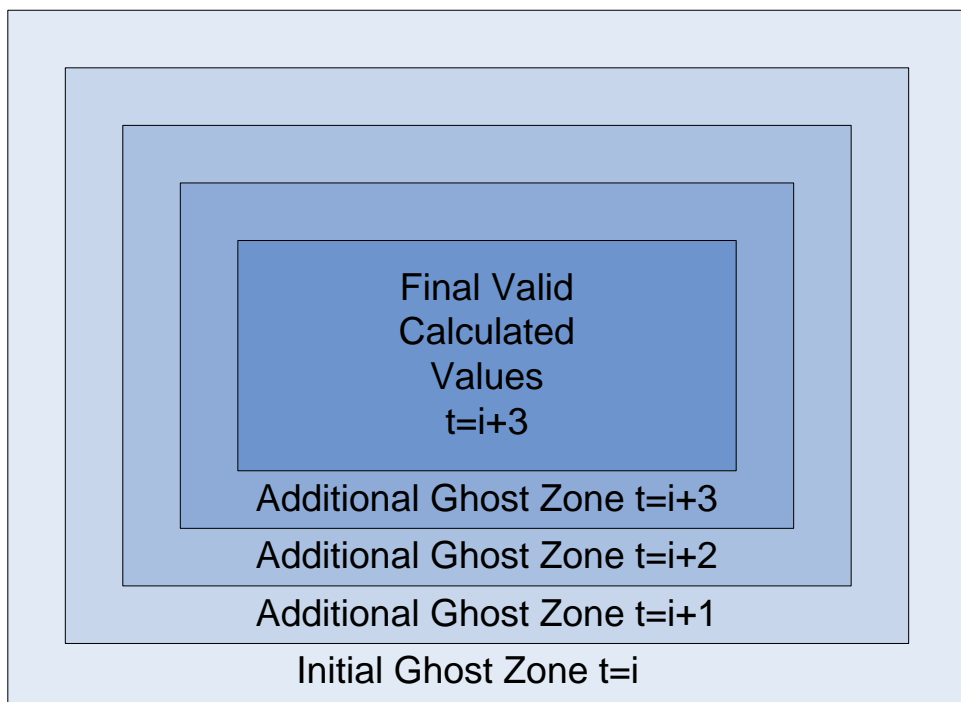 Final Valid
Calculated
Values
t=i+3
Additional Ghost Zone t=i+3
Additional Ghost Zone t=i+2
Additional Ghost Zone t=i+1
Initial Ghost Zone t=i